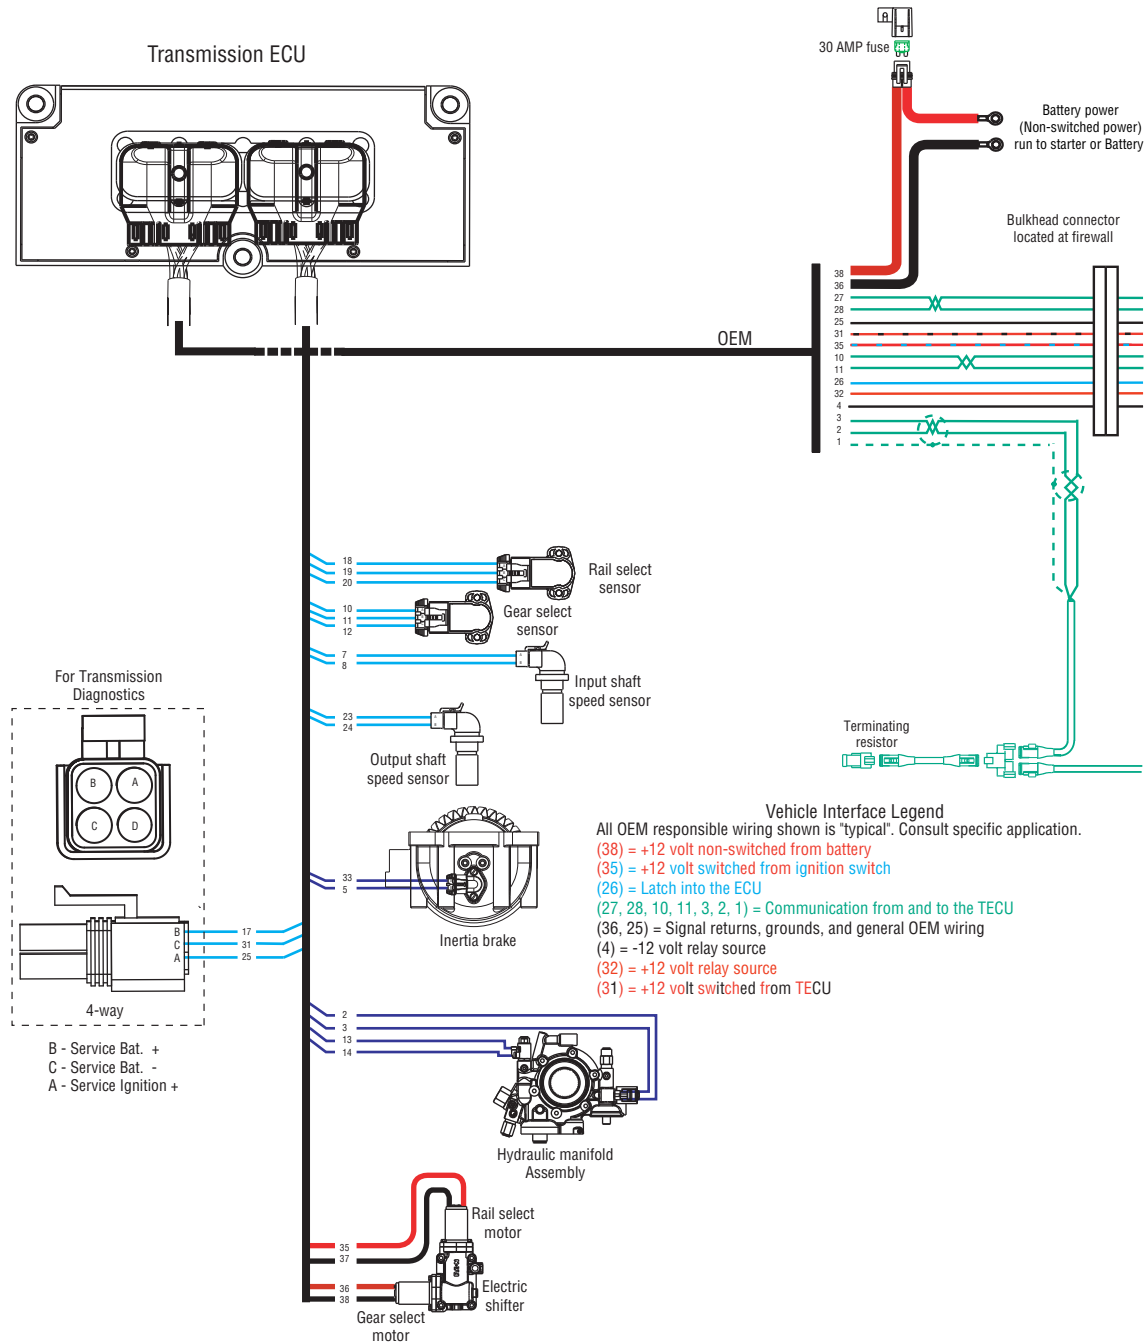 Transmission ECU
30 AMP fuse
Battery power
(Non-switched power)
run to starter or Battery
Bulkhead connector
located at firewall
OEM
38
36
27
28
25
31
35
10
11
26
32
4
3
2
1
18
19
20
Rail select
sensor
10
11
12
Gear select
sensor
7
8
A
B
Input shaft
speed sensor
23
24
A
B
Output shaft
speed sensor
For Transmission
Diagnostics
B
A
C
D
B
C
A
17
31
25
4-way
B - Service Bat. +
C - Service Bat. -
A - Service Ignition +
33
5
Inertia brake
Terminating
resistor
Vehicle Interface Legend
All OEM responsible wiring shown is "typical". Consult specific application.
(38) = +12 volt non-switched from battery
(35) = +12 volt switched from ignition switch
(26) = Latch into the ECU
(27, 28, 10, 11, 3, 2, 1) = Communication from and to the TECU
(36, 25) = Signal returns, grounds, and general OEM wiring
(4) = -12 volt relay source
(32) = +12 volt relay source
(31) = +12 volt switched from TECU
2
3
13
14
Hydraulic manifold
Assembly
Rail select
motor
35
37
36
38
Electric
shifter
Gear select
motor